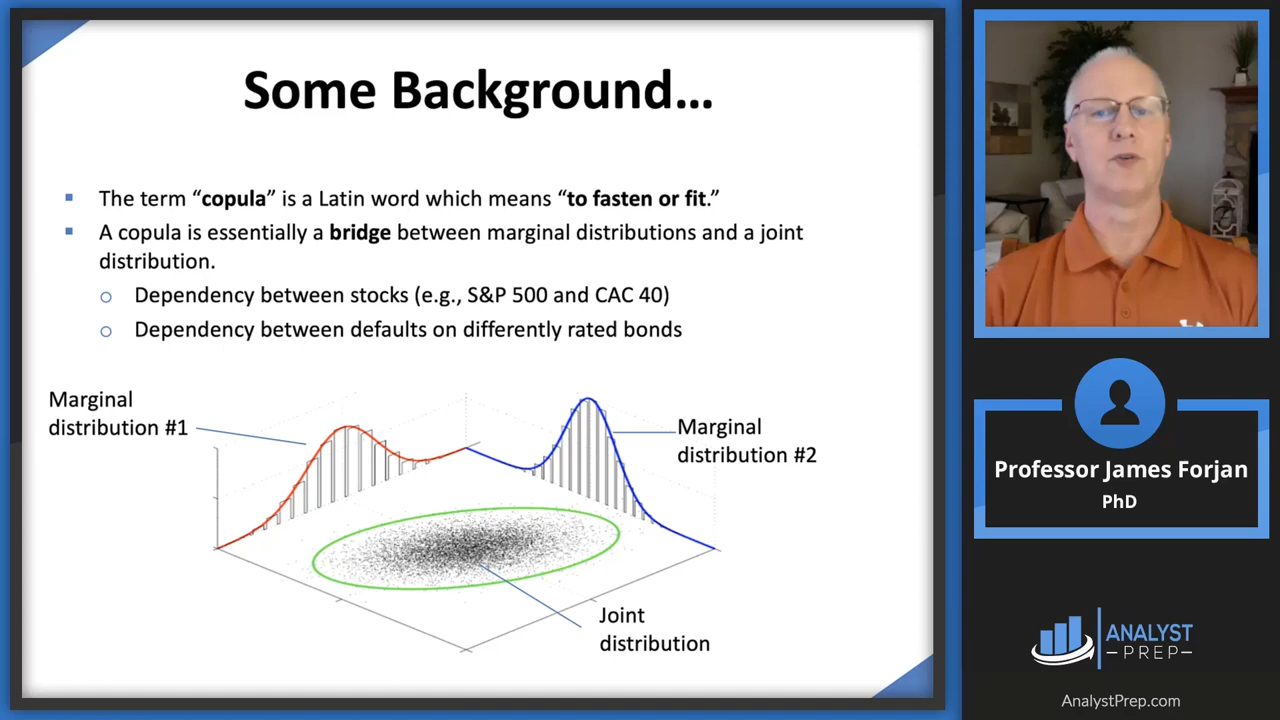 Some Background...
▪ The term “copula” is a Latin word which means “to fasten or fit.”
▪ A copula is essentially a bridge between marginal distributions and a joint
distribution.
o Dependency between stocks (e.g., S&P 500 and CAC 40)
o Dependency between defaults on differently rated bonds
Marginal
distribution #1
Marginal
distribution #2
Joint
distribution
Professor James Forjan
PhD
ANALYST
–PREP–
AnalystPrep.com